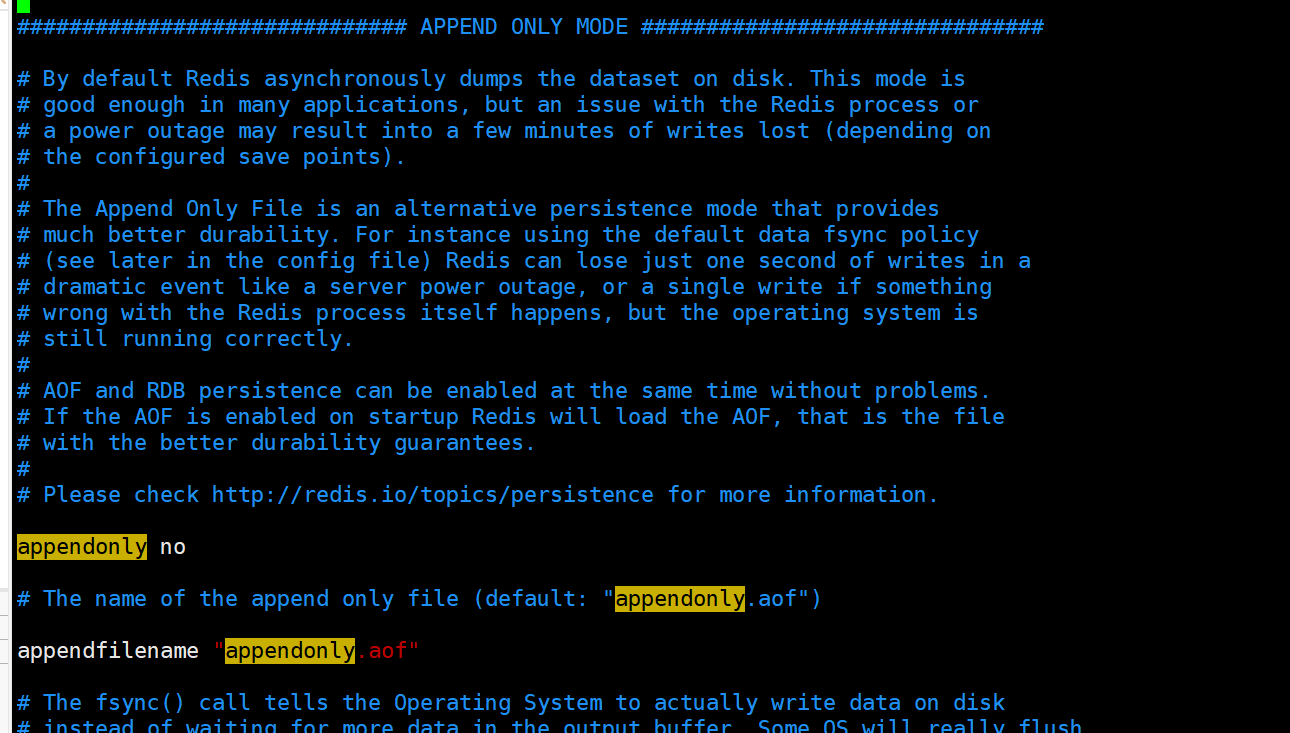 ############################## APPEND ONLY MODE ###############################
# By default Redis asynchronously dumps the dataset on disk. This mode is
# good enough in many applications, but an issue with the Redis process or
# a power outage may result into a few minutes of writes lost (depending on
# the configured save points).
#
# The Append Only File is an alternative persistence mode that provides
# much better durability. For instance using the default data fsync policy
# (see later in the config file) Redis can lose just one second of writes in a
# dramatic event like a server power outage, or a single write if something
# wrong with the Redis process itself happens, but the operating system is
# still running correctly.
#
# AOF and RDB persistence can be enabled at the same time without problems.
# If the AOF is enabled on startup Redis will load the AOF, that is the file
# with the better durability guarantees.
#
# Please check http://redis.io/topics/persistence for more information.
appendonly no
# The name of the append only file (default: "appendonly.aof")
appendfilename "appendonly.aof"
# The fsync() call tells the Operating System to actually write data on disk
# instead of waiting for more data in the output buffer. Some OS will really flush